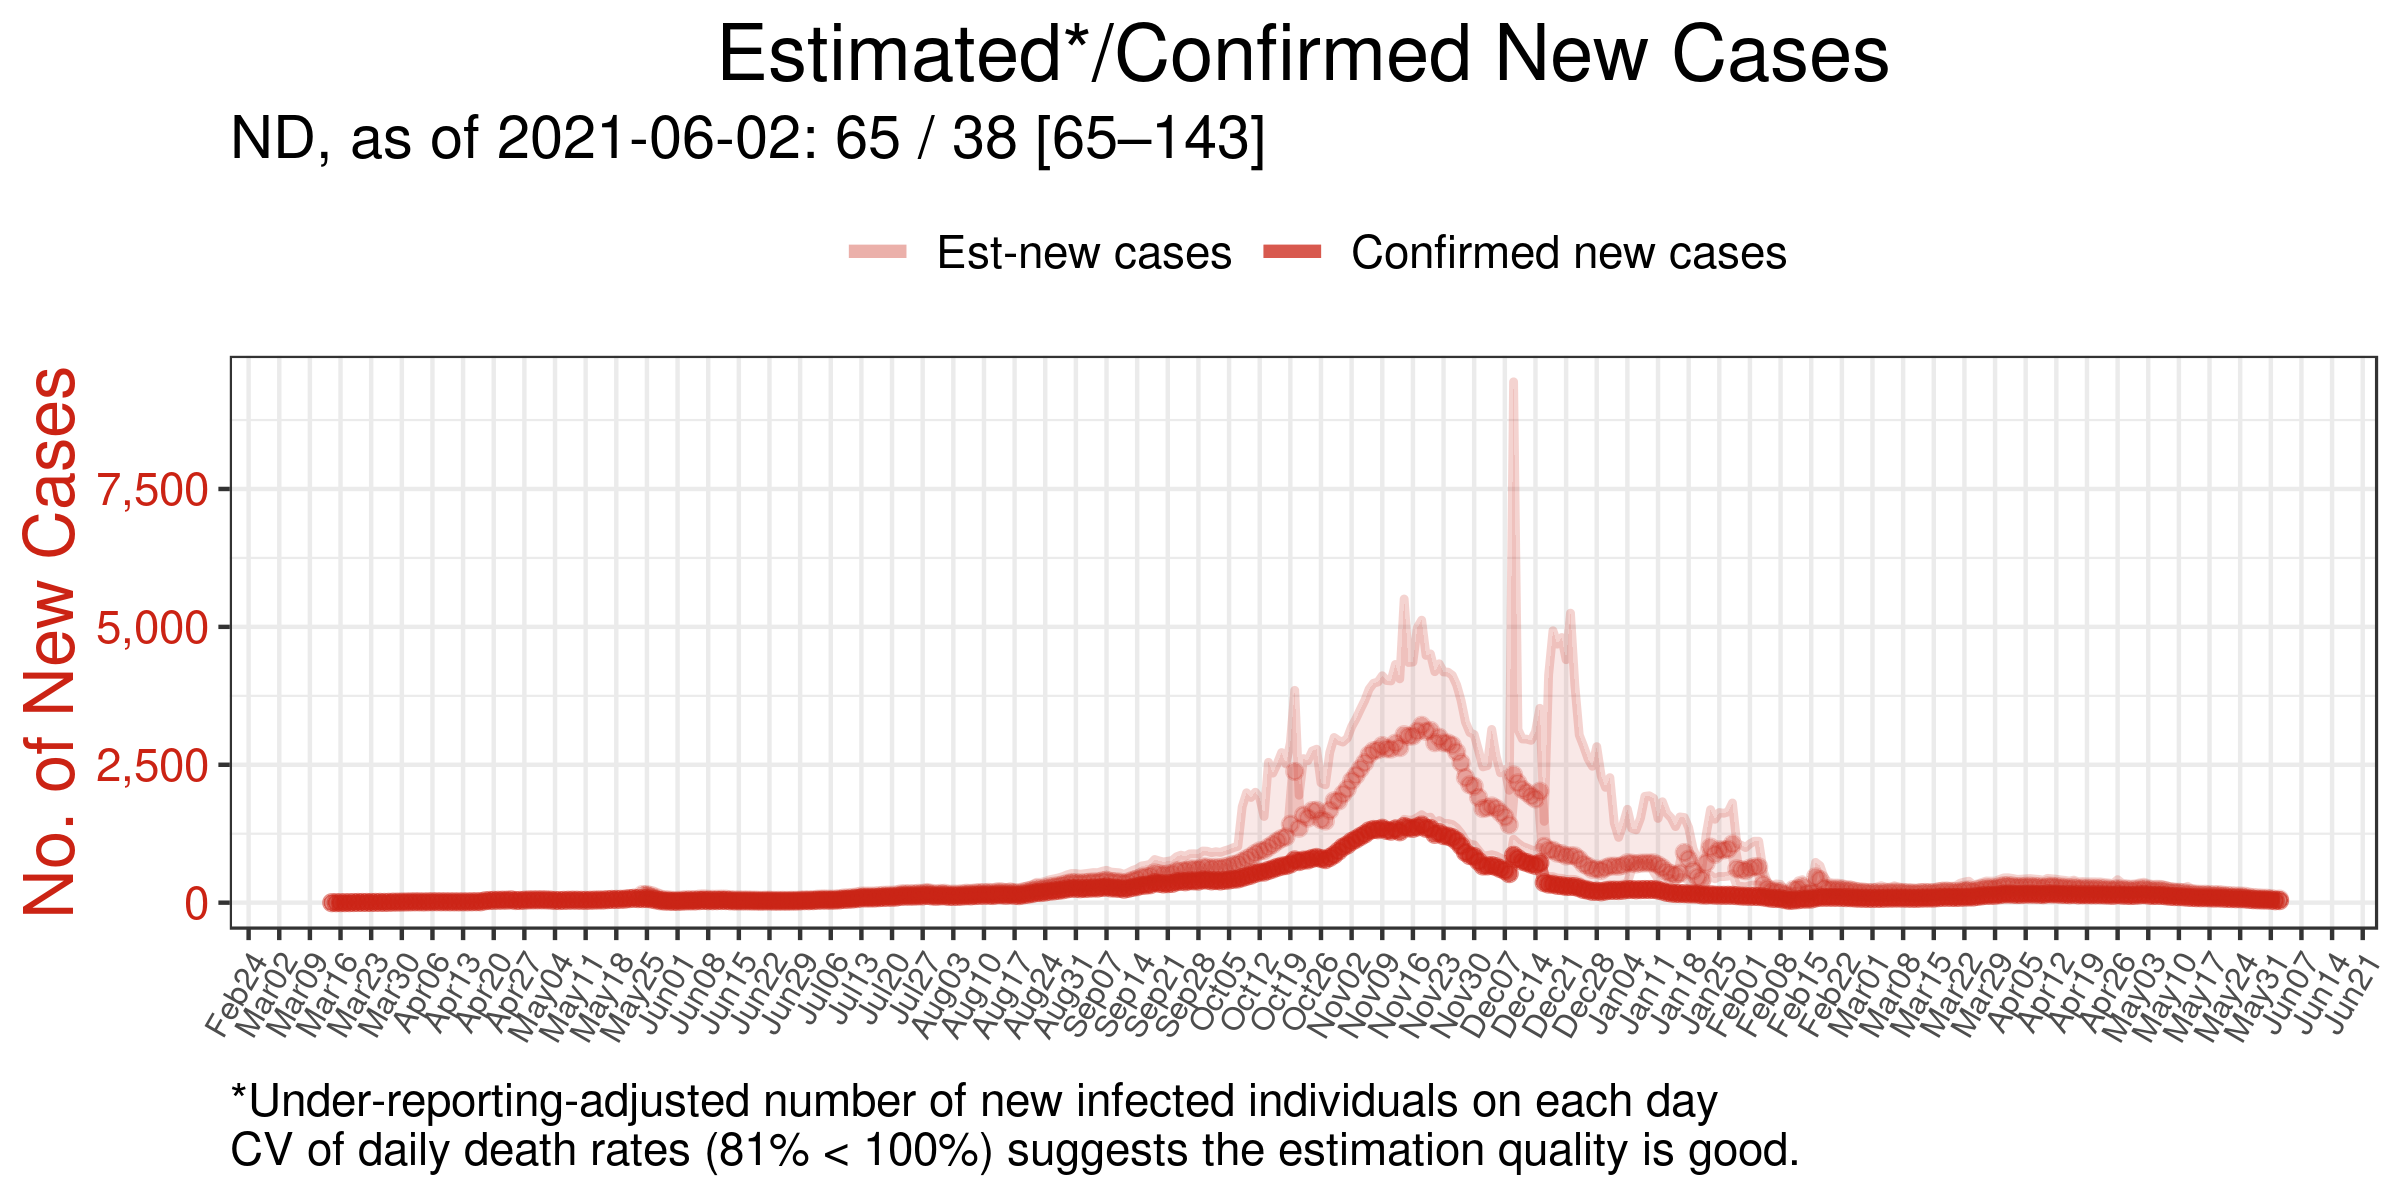 Estimated*/Confirmed New Cases
ND, as of 2021-06-02: 65 / 38 [65–143]
Est-new cases Confirmed new cases
No. of New Cases
7,500
5,000
2,500
0
Feb24 Mar02 Mar09 Mar16 Mar23 Mar30 Apr06 Apr13 Apr20 Apr27 May04 May11 May18 May25 Jun01 Jun08 Jun15 Jun22 Jun29 Jul06 Jul13 Jul20 Jul27 Aug03 Aug10 Aug17 Aug24 Aug31 Sep07 Sep14 Sep21 Sep28 Oct05 Oct12 Oct19 Oct26 Nov02 Nov09 Nov16 Nov23 Nov30 Dec07 Dec14 Dec21 Dec28 Jan04 Jan11 Jan18 Jan25 Feb01 Feb08 Feb15 Feb22 Mar01 Mar08 Mar15 Mar22 Mar29 Apr05 Apr12 Apr19 Apr26 May03 May10 May17 May24 May31 Jun07 Jun14 Jun21
*Under-reporting-adjusted number of new infected individuals on each day
CV of daily death rates (81% < 100%) suggests the estimation quality is good.